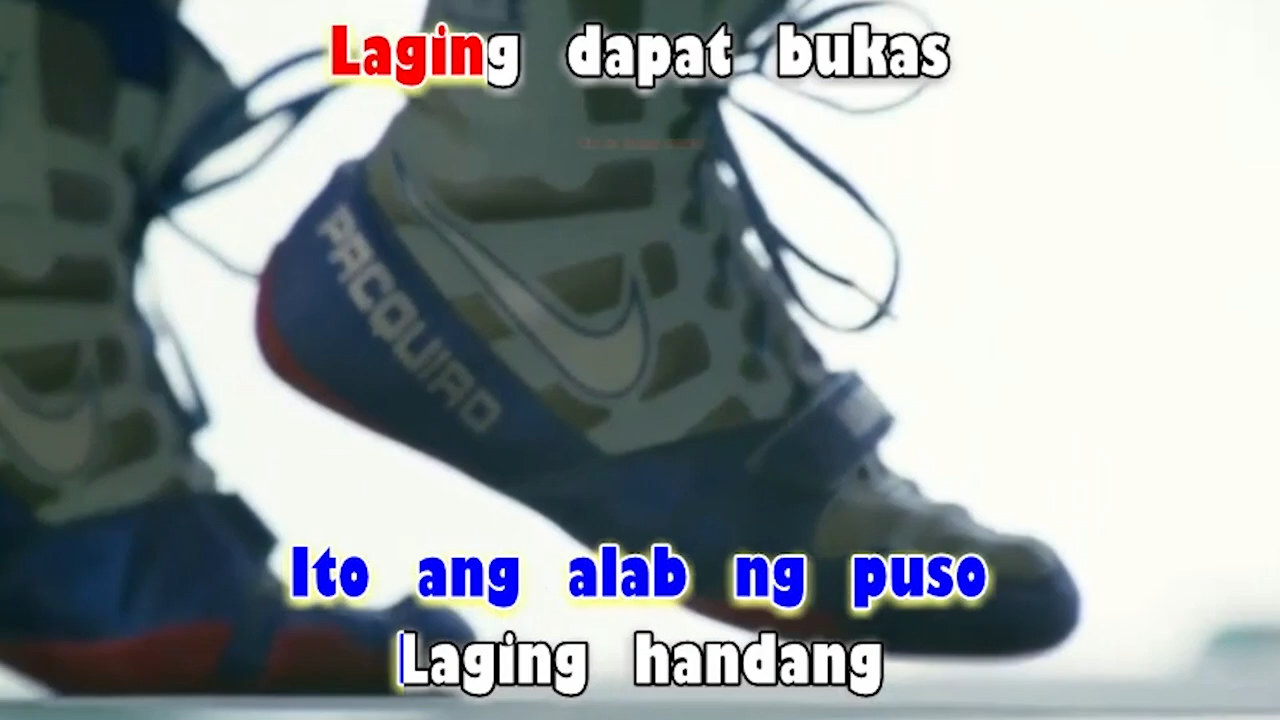 Laging dapat bukas
PACQUIAO
Ito ang alab ng puso
Laging handang